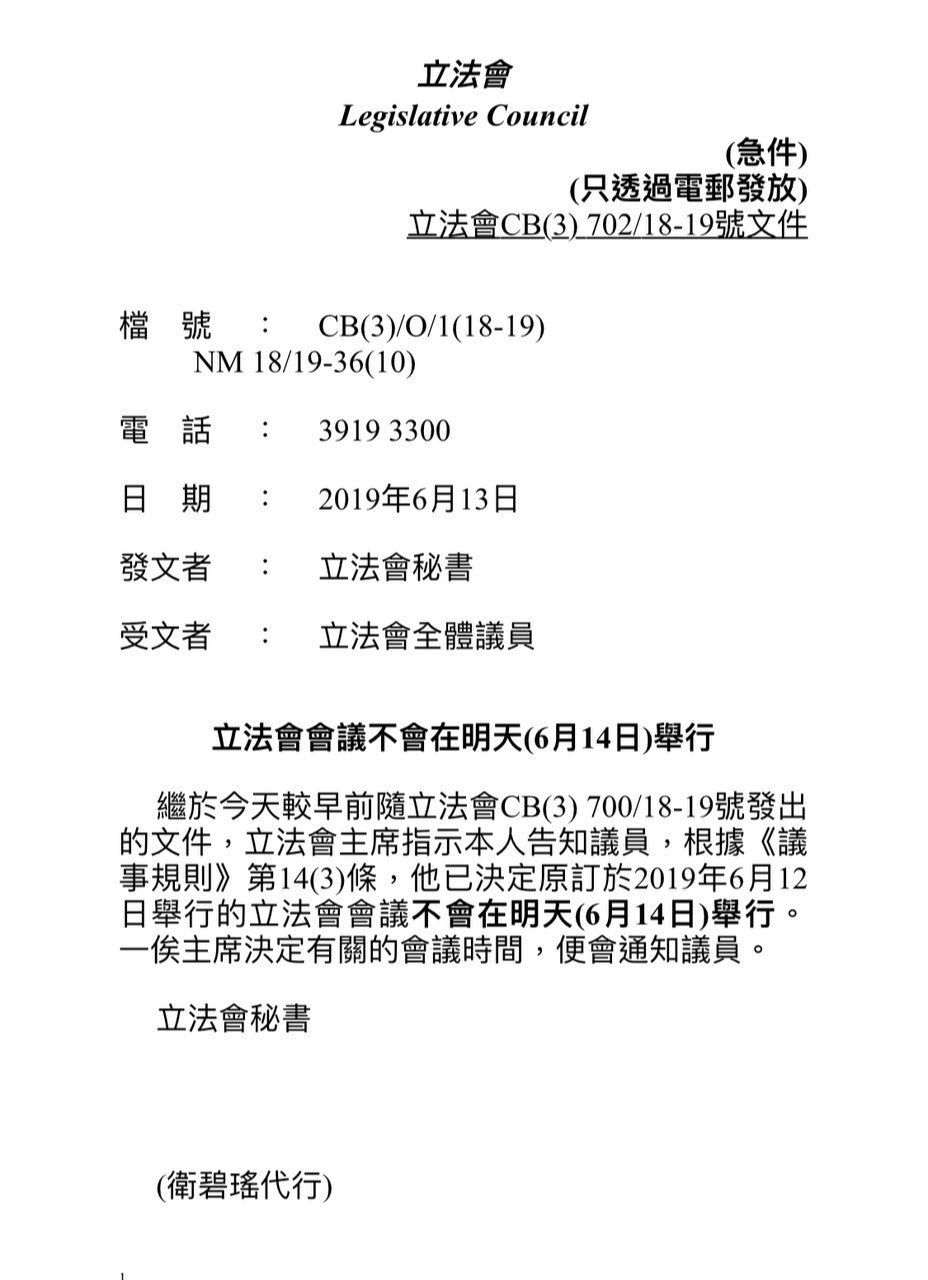 立法會
Legislative Council
(急件)
(只透過電郵發放)
立法會CB(3) 702/18-19號文件
檔 號 : CB(3)/O/1(18-19)
NM 18/19-36(10)
電 話 : 3919 3300
日 期 : 2019年6月13日
發文者 : 立法會秘書
受文者 : 立法會全體議員
立法會會議不會在明天(6月14日)舉行
繼於今天較早前隨立法會CB(3) 700/18-19號發出
的文件，立法會主席指示本人告知議員，根據《議
事規則》第14(3)條，他已決定原訂於2019年6月12
日舉行的立法會會議不會在明天(6月14日)舉行。
一俟主席決定有關的會議時間，便會通知議員。
立法會秘書
(衛碧瑤代行)
1